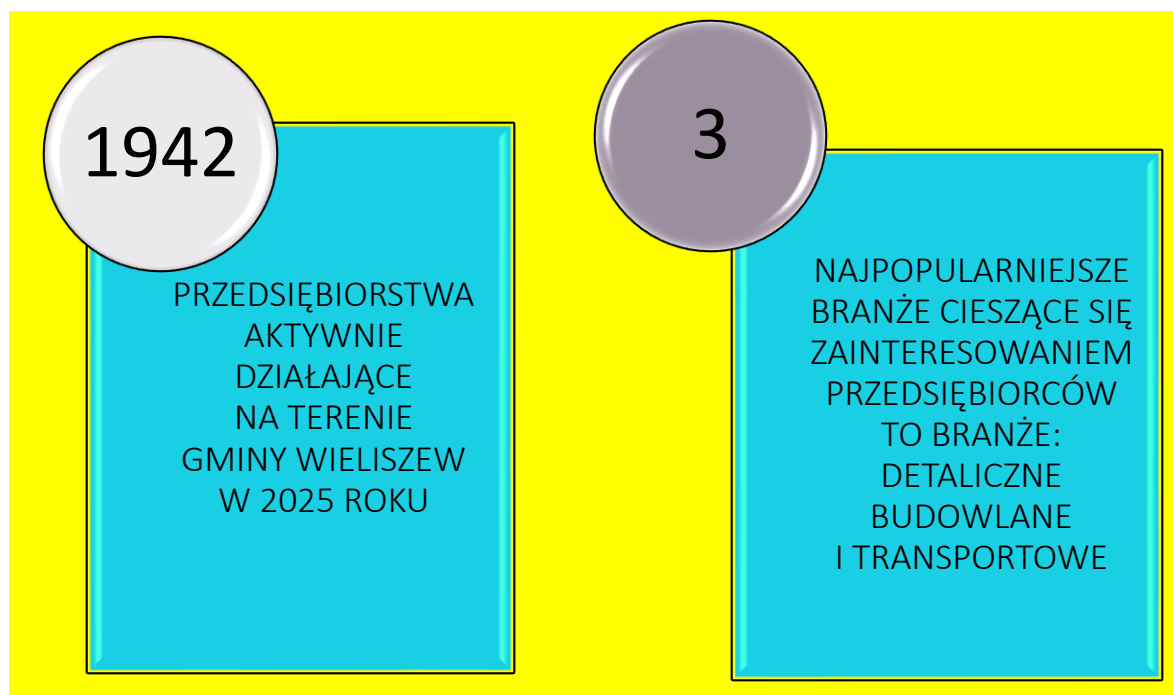 1942
PRZEDSIĘBIORSTWA
AKTYWNIE
DZIAŁAJĄCE
NA TERENIE
GMINY WIELISZEW
W 2025 ROKU
3
NAJPOPULARNIEJSZE
BRANŻE CIESZĄCE SIĘ
ZAINTERESOWANIEM
PRZEDSIĘBIORCÓW
TO BRANŻE:
DETALICZNE
BUDOWLANE
I TRANSPORTOWE